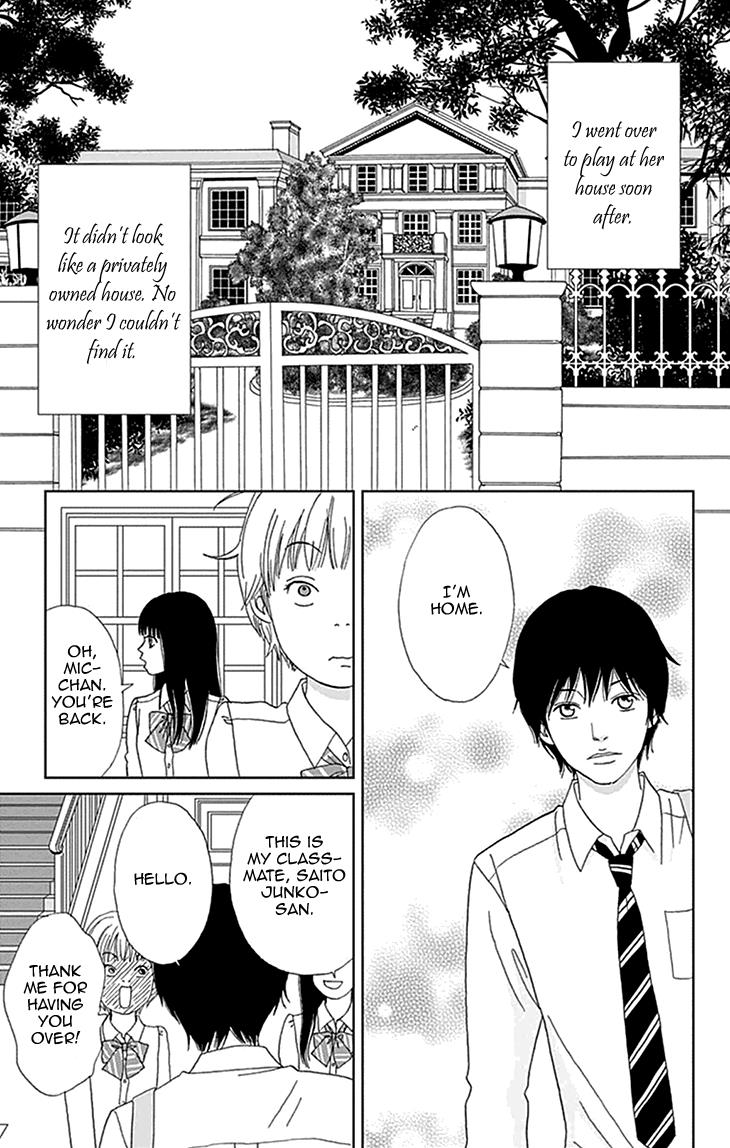 I went over
to play at her
house soon
after.
It didn't look
like a privately
owned house. No
wonder I couldn't
find it.
I'M
HOME.
OH,
MIC-
CHAN.
YOU'RE
BACK.
THIS IS
MY CLASS-
MATE, SAITO
JUNKO-
SAN.
HELLO.
THANK
ME FOR
HAVING
YOU
OVER!